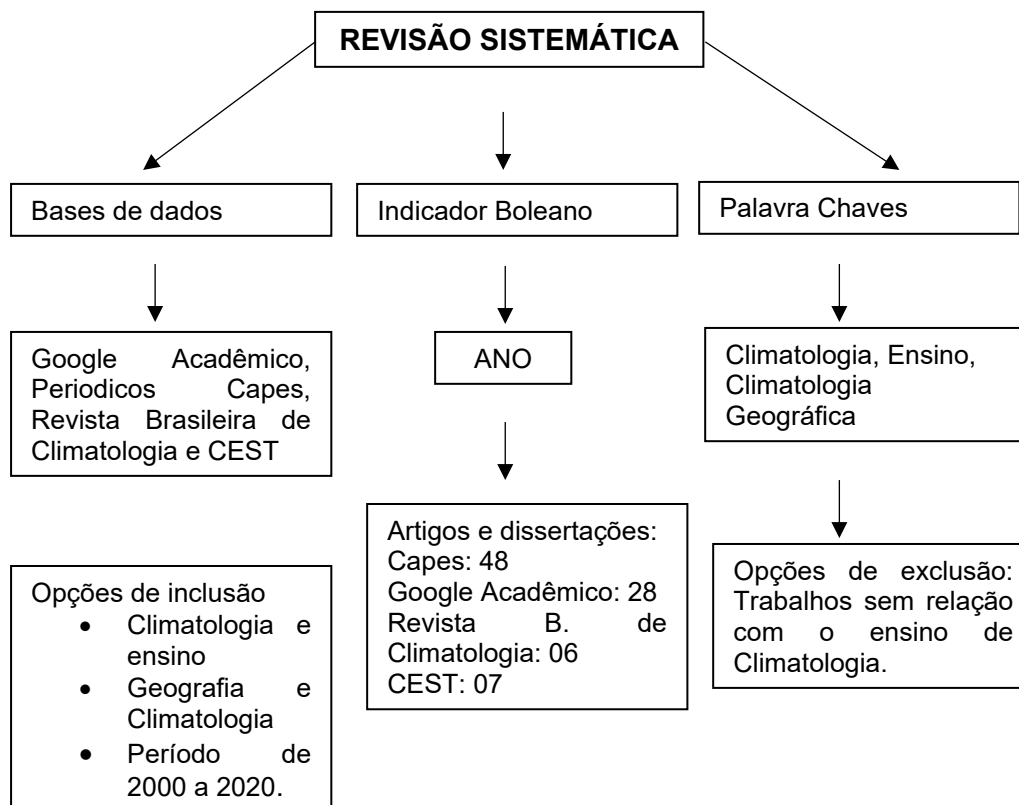 REVISÃO SISTEMÁTICA
Bases de dados
Indicador Boleano
Palavra Chaves
Google Acadêmico,
Periodicos Capes,
Revista Brasileira de
Climatologia e CEST
ANO
Climatologia, Ensino,
Climatologia
Geográfica
Opções de inclusão
• Climatologia e
ensino
• Geografia e
Climatologia
• Período de
2000 a 2020.
Artigos e dissertações:
Capes: 48
Google Acadêmico: 28
Revista B. de
Climatologia: 06
CEST: 07
Opções de exclusão:
Trabalhos sem relação
com o ensino de
Climatologia.